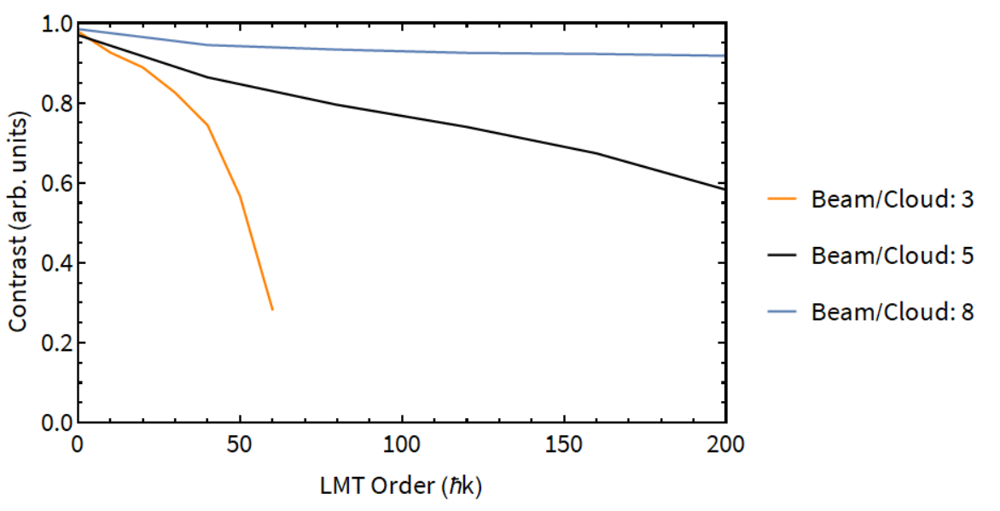 1.0
0.8
0.6
0.4
0.2
0.0
0
50
100
150
200
Contrast (arb. units)
LMT Order (ℏk)
Beam/Cloud: 3
Beam/Cloud: 5
Beam/Cloud: 8